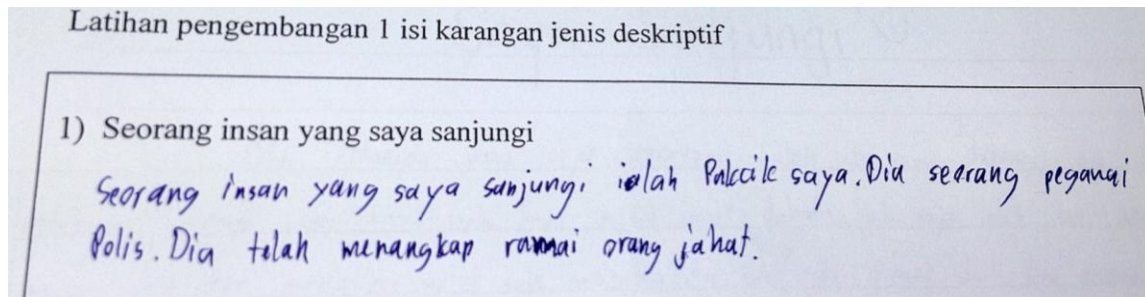 Latihan pengembangan 1 isi karangan jenis deskriptif
1) Seorang insan yang saya sanjungi
Seorang insan yang saya sanjungi ialah Pakcik saya. Dia seorang pegawai
Polis. Dia telah menangkap ramai orang jahat.